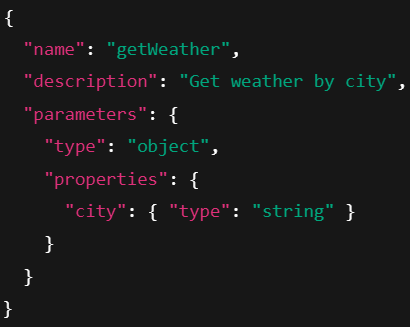 {
  "name": "getWeather",
  "description": "Get weather by city",
  "parameters": {
    "type": "object",
    "properties": {
      "city": { "type": "string" }
    }
  }
}